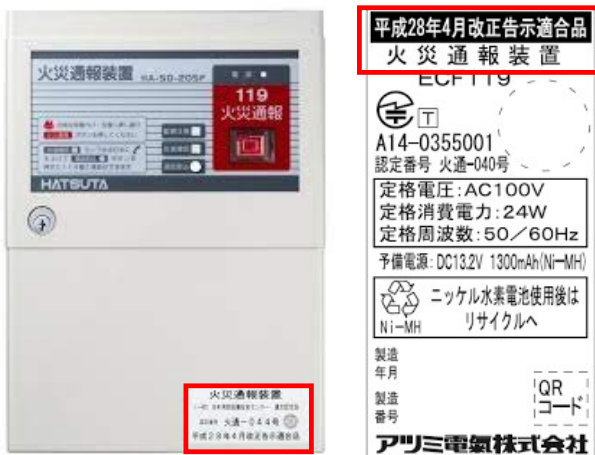 火災通報装置 HA-SD-20SP
119
火災通報
HATSUTA
火災通報装置
火通-044号
平成28年4月改正告示適合品
平成28年4月改正告示適合品
火災通報装置
ECF119
T
A14-0355001
認定番号 火通-040号
定格電圧:AC100V
定格消費電力:24W
定格周波数:50/60Hz
予備電源:DC13.2V 1300mAh(Ni-MH)
ニッケル水素電池使用後は
リサイクルへ
Ni-MH
製造
年月
製造
番号
QR
コード
アツミ電氣株式会社